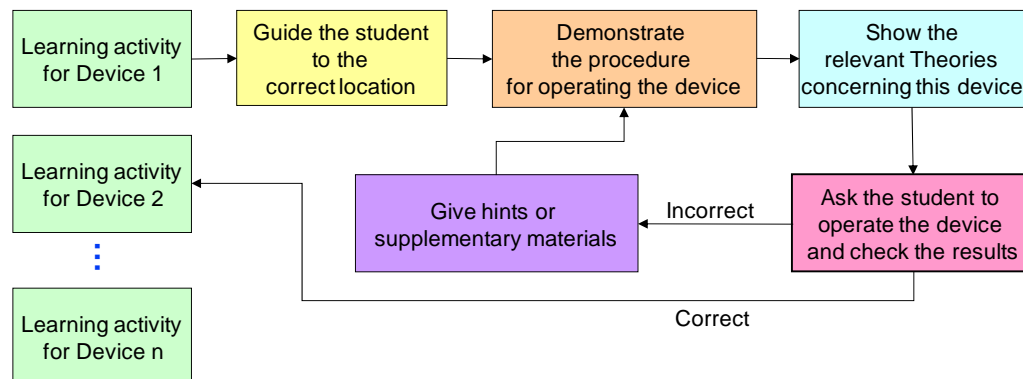 Learning activity
for Device 1
Guide the student
to the
correct location
Demonstrate
the procedure
for operating the device
Show the
relevant Theories
concerning this device
Learning activity
for Device 2
Give hints or
supplementary materials
Incorrect
Ask the student to
operate the device
and check the results
Correct
Learning activity
for Device n